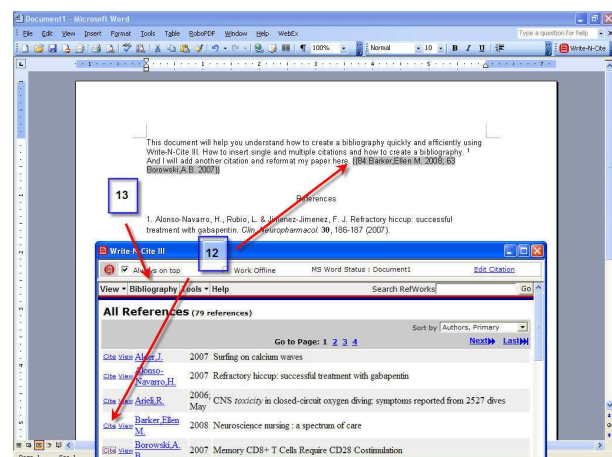 Document1 - Microsoft Word
File Edit View Insert Format Tools Table RoboPDF Window Help WebEx Type a question for help
100% Normal 10 B I U Write-N-Cite
This document will help you understand how to create a bibliography quickly and efficiently using
Write-N-Cite III. How to insert single and multiple citations and how to create a bibliography. 1
And I will add another citation and reformat my paper here. {{84 Barker,Ellen M. 2008; 63
Borowski,A.B. 2007}}
13
References
1. Alonso-Navarro, H., Rubio, L. & Jimenez-Jimenez, F. J. Refractory hiccup: successful
treatment with gabapentin. Clin. Neuropharmacol. 30, 186-187 (2007).
12
Write-N-Cite III
Always on top Work Offline MS Word Status : Document1 Edit Citation
View Bibliography Tools Help Search RefWorks Go
All References (79 references)
Sort by Authors, Primary
Go to Page: 1 2 3 4 Next Last
Cite View J. 2007 Surfing on calcium waves
Cite View Alonso-Navarro,H. 2007 Refractory hiccup: successful treatment with gabapentin
Cite View Arieli,R. 2006; May CNS toxicity in closed-circuit oxygen diving: symptoms reported from 2527 dives
Cite View Barker,Ellen M. 2008 Neuroscience nursing : a spectrum of care
Cite View Borowski,A. B. 2007 Memory CD8+ T Cells Require CD28 Costimulation